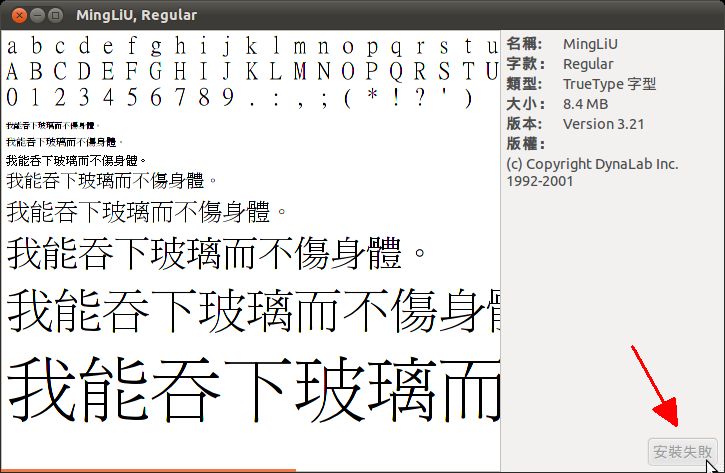 MingLiU, Regular
a b c d e f g h i j k l m n o p q r s t u
A B C D E F G H I J K L M N O P Q R S T U
0 1 2 3 4 5 6 7 8 9 . : , ; ( * ! ? ' )
我能吞下玻璃而不傷身體。
我能吞下玻璃而不傷身體。
我能吞下玻璃而不傷身體。
我能吞下玻璃而不傷身體。
我能吞下玻璃而不傷身體。
我能吞下玻璃而不傷身體。
我能吞下玻璃而不傷身體
我能吞下玻璃而
名稱: MingLiU
字款: Regular
類型: TrueType 字型
大小: 8.4 MB
版本: Version 3.21
版權:
(c) Copyright DynaLab Inc.
1992-2001
安裝失敗